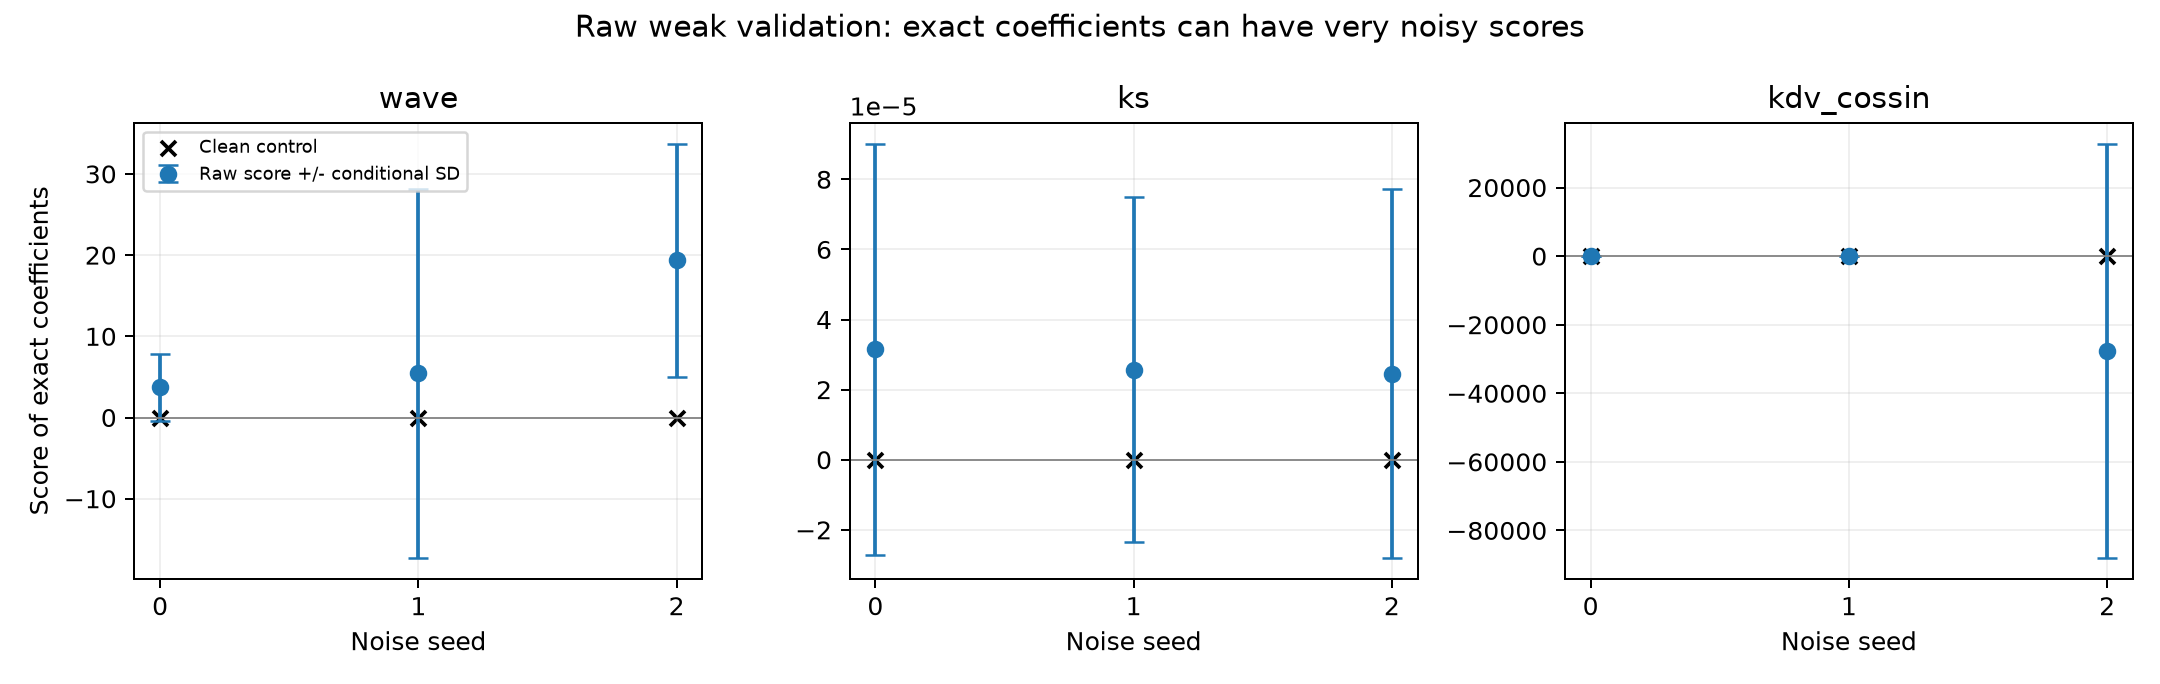 Raw weak validation: exact coefficients can have very noisy scores
wave
Clean control
Raw score +/- conditional SD
Score of exact coefficients
30
20
10
0
−10
0 1 2
Noise seed
ks
1e−5
8
6
4
2
0
−2
0 1 2
Noise seed
kdv_cossin
20000
0
−20000
−40000
−60000
−80000
0 1 2
Noise seed